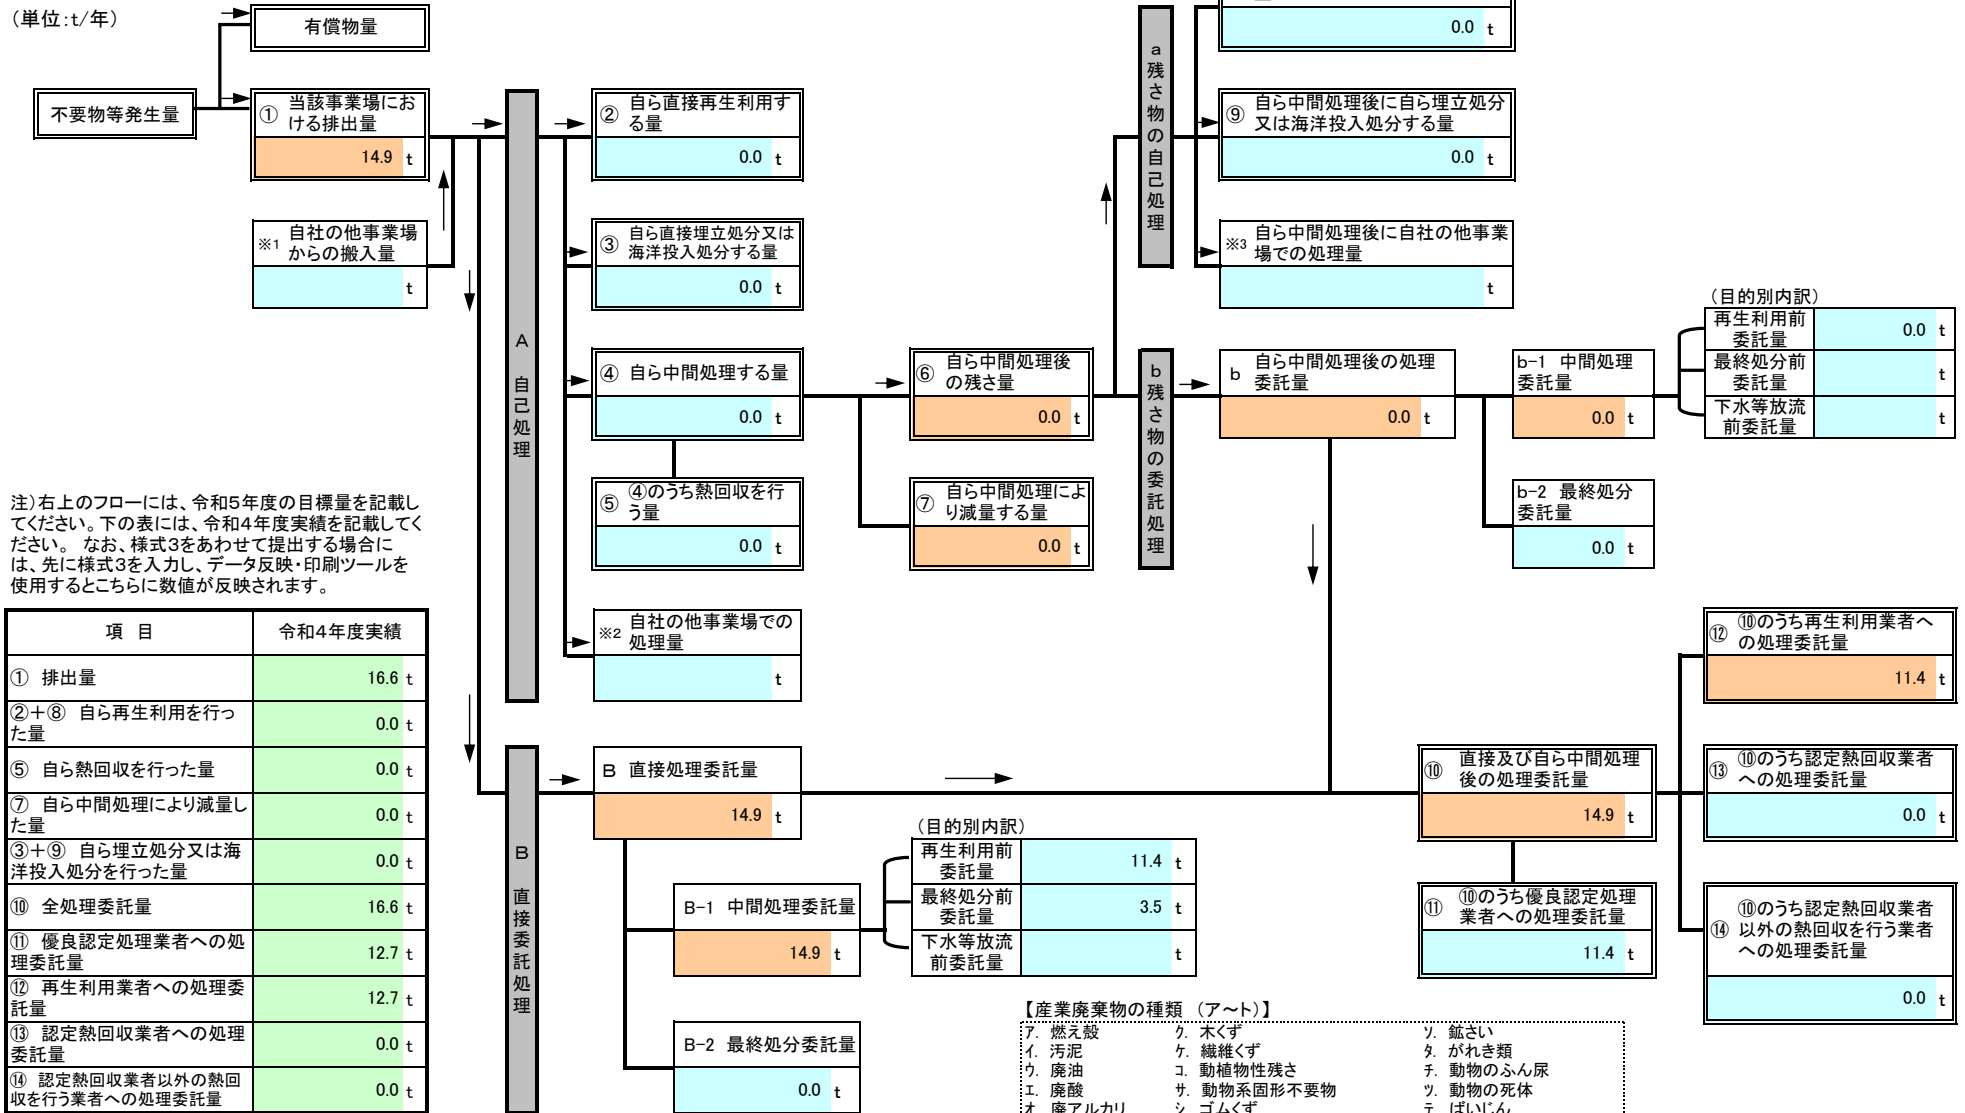 （単位：ｔ/年）
有償物量
不要物等発生量
① 当該事業場にお
ける排出量
14.9 t
※1 自社の他事業場
からの搬入量
t
A 自己処理
② 自ら直接再生利用す
る量
0.0 t
③ 自ら直接埋立処分又は
海洋投入処分する量
0.0 t
④ 自ら中間処理する量
0.0 t
⑤ ④のうち熱回収を行
う量
0.0 t
※2 自社の他事業場での
処理量
t
⑥ 自ら中間処理後
の残さ量
0.0 t
⑦ 自ら中間処理によ
り減量する量
0.0 t
a 残さ物の自己処理
0.0 t
⑨ 自ら中間処理後に自ら埋立処分
又は海洋投入処分する量
0.0 t
※3 自ら中間処理後に自社の他事業
場での処理量
t
b 残さ物の委託処理
b 自ら中間処理後の処理
委託量
0.0 t
b-1 中間処理
委託量
0.0 t
（目的別内訳）
再生利用前
委託量
0.0 t
最終処分前
委託量
t
下水等放流
前委託量
b-2 最終処分
委託量
0.0 t
注）右上のフローには、令和５年度の目標量を記載し
てください。下の表には、令和４年度実績を記載してく
ださい。 なお、様式３をあわせて提出する場合に
は、先に様式３を入力し、データ反映・印刷ツールを
使用するとこちらに数値が反映されます。
項 目 令和４年度実績
① 排出量 16.6 t
②＋⑧ 自ら再生利用を行っ
た量 0.0 t
⑤ 自ら熱回収を行った量 0.0 t
⑦ 自ら中間処理により減量し
た量 0.0 t
③＋⑨ 自ら埋立処分又は海
洋投入処分を行った量 0.0 t
⑩ 全処理委託量 16.6 t
⑪ 優良認定処理業者への処
理委託量 12.7 t
⑫ 再生利用業者への処理委
託量 12.7 t
⑬ 認定熱回収業者への処理
委託量 0.0 t
⑭ 認定熱回収業者以外の熱回
収を行う業者への処理委託量 0.0 t
B 直接委託処理
B 直接処理委託量
14.9 t
B-1 中間処理委託量
14.9 t
（目的別内訳）
再生利用前
委託量
11.4 t
最終処分前
委託量
3.5 t
下水等放流
前委託量
t
B-2 最終処分委託量
0.0 t
⑩ 直接及び自ら中間処理
後の処理委託量
14.9 t
⑪ ⑩のうち優良認定処理
業者への処理委託量
11.4 t
⑫ ⑩のうち再生利用業者へ
の処理委託量
11.4 t
⑬ ⑩のうち認定熱回収業者
への処理委託量
0.0 t
⑭ ⑩のうち認定熱回収業者
以外の熱回収を行う業者
への処理委託量
0.0 t
【産業廃棄物の種類 （ア～ト）】
ｱ. 燃え殻 ｸ. 木くず ｿ. 鉱さい
ｲ. 汚泥 ｹ. 繊維くず ﾀ. がれき類
ｳ. 廃油 ｺ. 動植物性残さ ﾁ. 動物のふん尿
ｴ. 廃酸 ｻ. 動物系固形不要物 ﾂ. 動物の死体
ｵ. 廃アルカリ ｼ. ゴムくず ﾃ. ばいじん